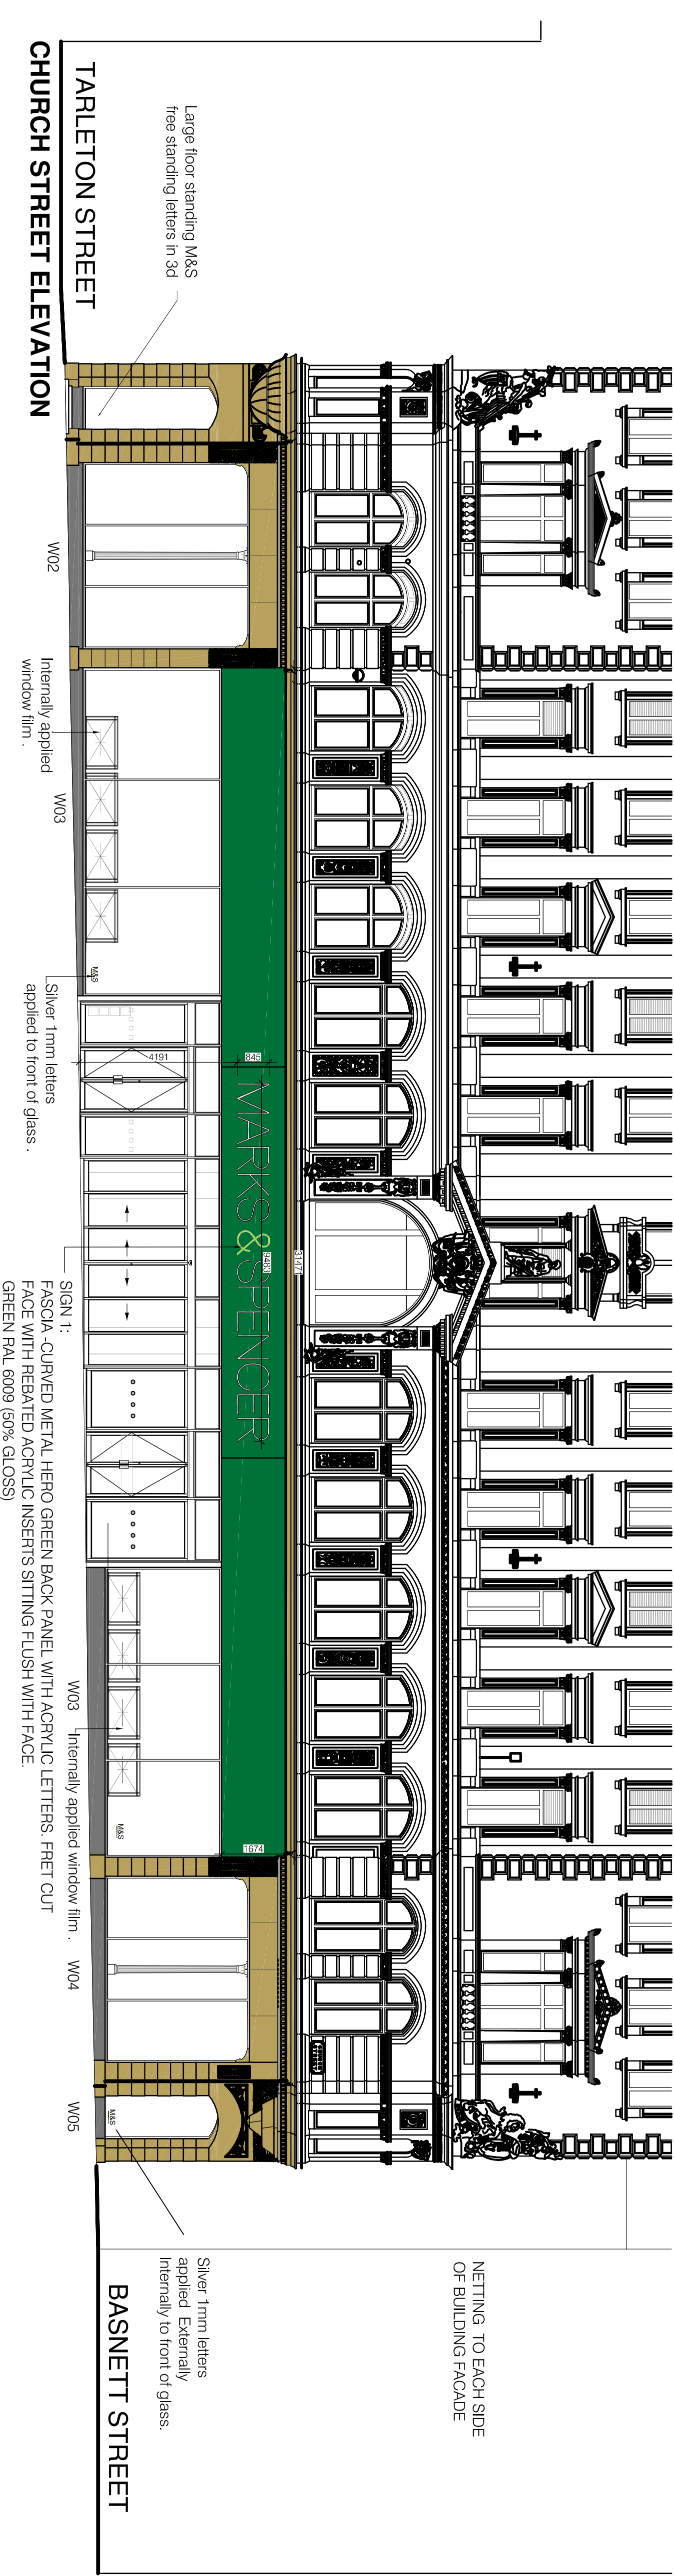 TARLETON STREET
CHURCH STREET ELEVATION
Large floor standing M&S
free standing letters in 3d
W02
Internally applied
window film .
W03
M&S
Silver 1mm letters
applied to front of glass .
4191
845
MARKS & SPENCER
9483
31471
SIGN 1:
FASCIA -CURVED METAL HERO GREEN BACK PANEL WITH ACRYLIC LETTERS. FRET CUT
FACE WITH REBATED ACRYLIC INSERTS SITTING FLUSH WITH FACE.
GREEN RAL 6009 (50% GLOSS)
W03
Internally applied window film .
M&S
1674
W04
W05
M&S
Silver 1mm letters
applied Externally
Internally to front of glass.
NETTING TO EACH SIDE
OF BUILDING FACADE
BASNETT STREET